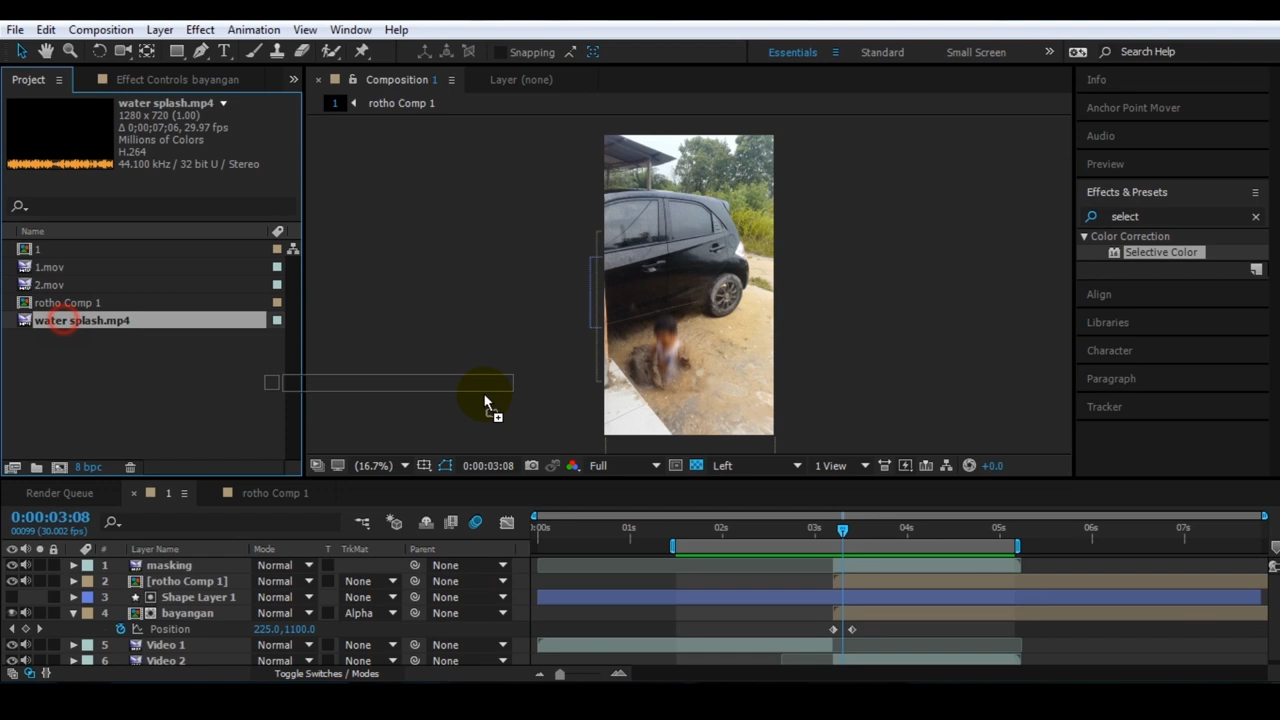 File Edit Composition Layer Effect Animation View Window Help
Snapping Essentials Standard Small Screen Search Help
Project Effect Controls bayangan
water splash.mp4
1280 x 720 (1.00)
Δ 0;00;07;06, 29.97 fps
Millions of Colors
H.264
44.100 kHz / 32 bit U / Stereo
Name
1
1.mov
2.mov
rotho Comp 1
water splash.mp4
8 bpc
Composition 1 Layer (none)
1 rotho Comp 1
(16.7%) 0:00:03:08 Full Left 1 View +0.0
Info
Anchor Point Mover
Audio
Preview
Effects & Presets
select
Color Correction
Selective Color
Align
Libraries
Character
Paragraph
Tracker
Render Queue 1 rotho Comp 1
0:00:03:08
00099 (30.002 fps)
:00s 01s 02s 03s 04s 05s 06s 07s
# Layer Name Mode T TrkMat Parent
1 masking Normal None
2 [rotho Comp 1] Normal None None
3 Shape Layer 1 Normal None None
4 bayangan Normal Alpha None
Position 225.0,1100.0
5 Video 1 Normal None None
6 Video 2 Normal None None
Toggle Switches / Modes